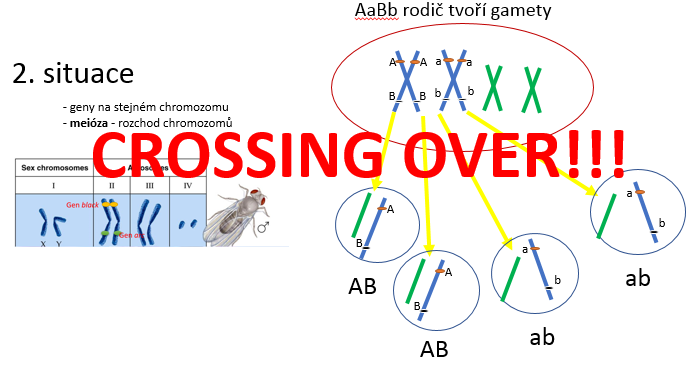 AaBb rodič tvoří gamety
2. situace
- geny na stejném chromozomu
- meióza - rozchod chromozomů
CROSSING OVER!!!
Sex chromosomes
I II III IV
Gen black
Gen
X Y
A A a a
B B b b
A
B
AB
A
B
AB
a
b
ab
a
b
ab